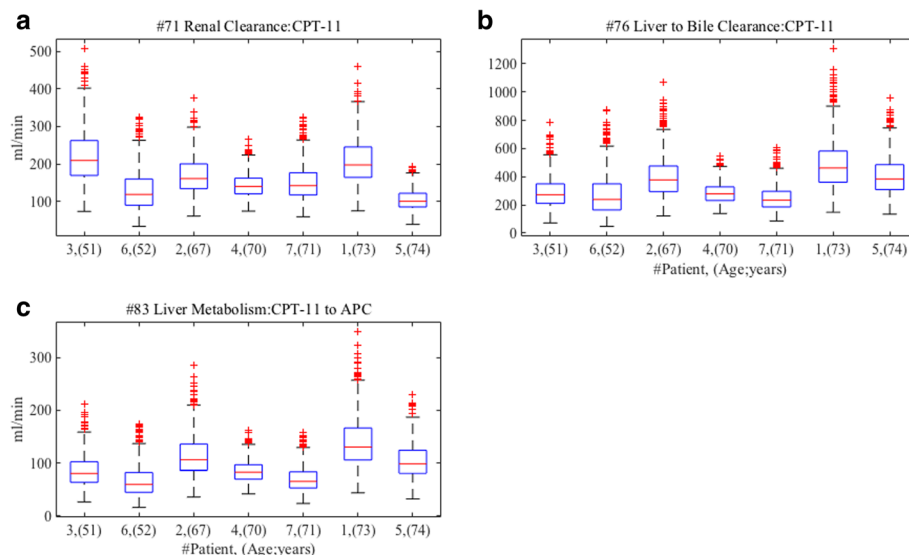 a
#71 Renal Clearance:CPT-11
ml/min
500
400
300
200
100
3,(51) 6,(52) 2,(67) 4,(70) 7,(71) 1,(73) 5,(74)
b
#76 Liver to Bile Clearance:CPT-11
1200
1000
800
600
400
200
0
3,(51) 6,(52) 2,(67) 4,(70) 7,(71) 1,(73) 5,(74)
#Patient, (Age;years)
c
#83 Liver Metabolism:CPT-11 to APC
ml/min
300
200
100
0
3,(51) 6,(52) 2,(67) 4,(70) 7,(71) 1,(73) 5,(74)
#Patient, (Age;years)